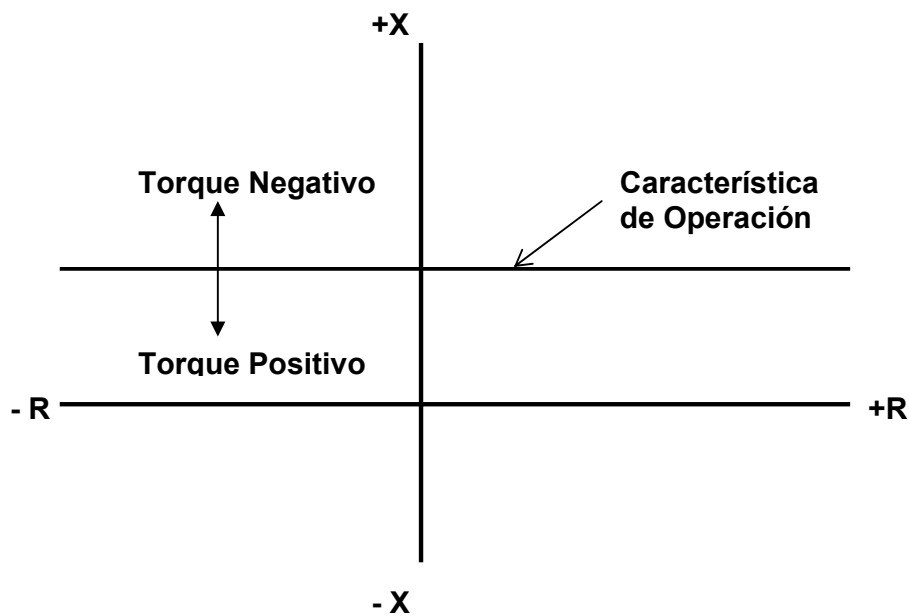 +X
Torque Negativo
Característica
de Operación
Torque Positivo
- R
+R
- X